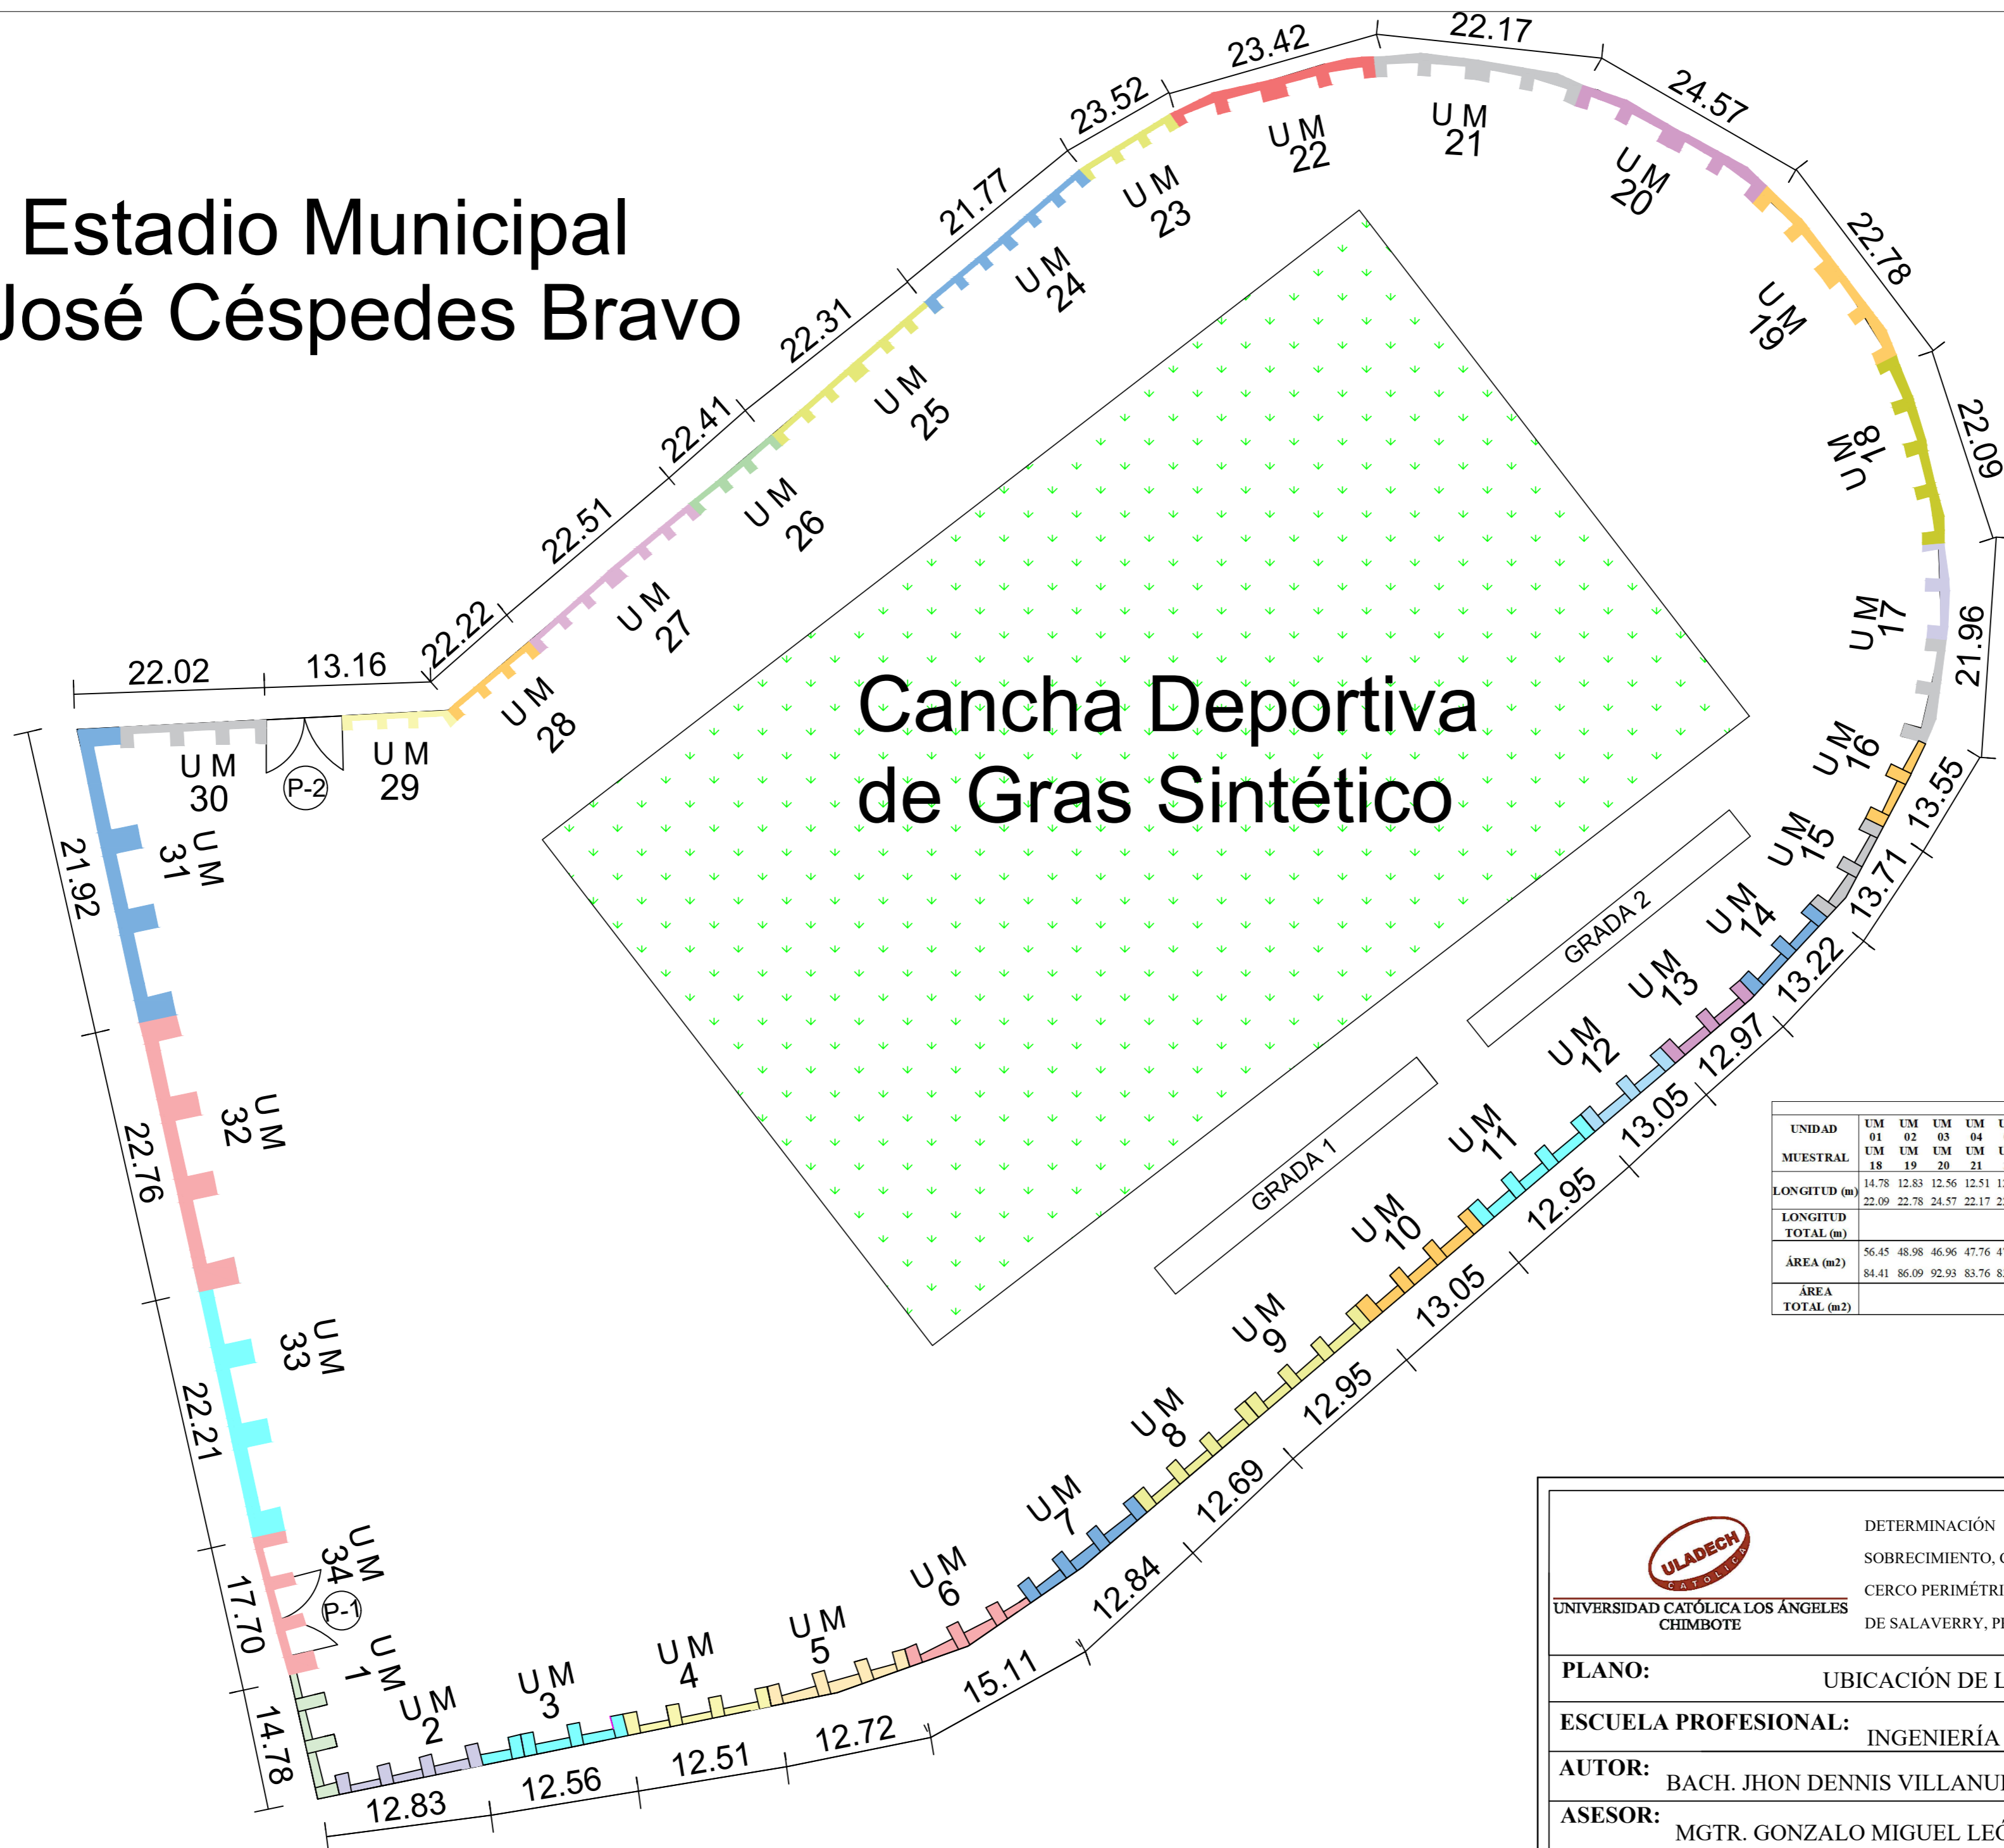 Estadio Municipal
José Céspedes Bravo
23.42
22.17
23.52
24.57
21.77
22.78
22.31
22.09
22.41
22.51
21.96
22.22
22.02
13.16
13.55
21.92
13.71
13.22
12.97
13.05
22.76
12.95
13.05
22.21
12.95
12.69
17.70
12.84
15.11
14.78
12.72
12.51
12.56
12.83
U M
22
U M
21
U M
20
U M
23
U M
24
U M
19
U M
25
U M
18
U M
26
U M
17
U M
27
U M
28
U M
16
U M
30
P-2
U M
29
U M
31
U M
15
U M
14
U M
13
U M
12
U M
32
U M
11
U M
10
U M
33
U M
9
U M
8
U M
7
U M
34
P-1
U M
6
U M
5
U M
4
U M
3
U M
2
U M
1
Cancha Deportiva
de Gras Sintético
GRADA 2
GRADA 1
UNIDAD MUESTRAL
UM 01 UM 02 UM 03 UM 04
UM 18 UM 19 UM 20 UM 21
LONGITUD (m)
14.78 12.83 12.56 12.51
22.09 22.78 24.57 22.17
LONGITUD
TOTAL (m)
ÁREA (m2)
56.45 48.98 46.96 47.76
84.41 86.09 92.93 83.76
ÁREA
TOTAL (m2)
ULADECH
CATOLICA
UNIVERSIDAD CATÓLICA LOS ÁNGELES
CHIMBOTE
DETERMINACIÓN
SOBRECIMIENTO,
CERCO
DE SALAVERRY,
PLANO: UBICACIÓN DE
ESCUELA PROFESIONAL: INGENIERÍA
AUTOR: BACH. JHON DENNIS
ASESOR: MGTR. GONZALO MIGUEL